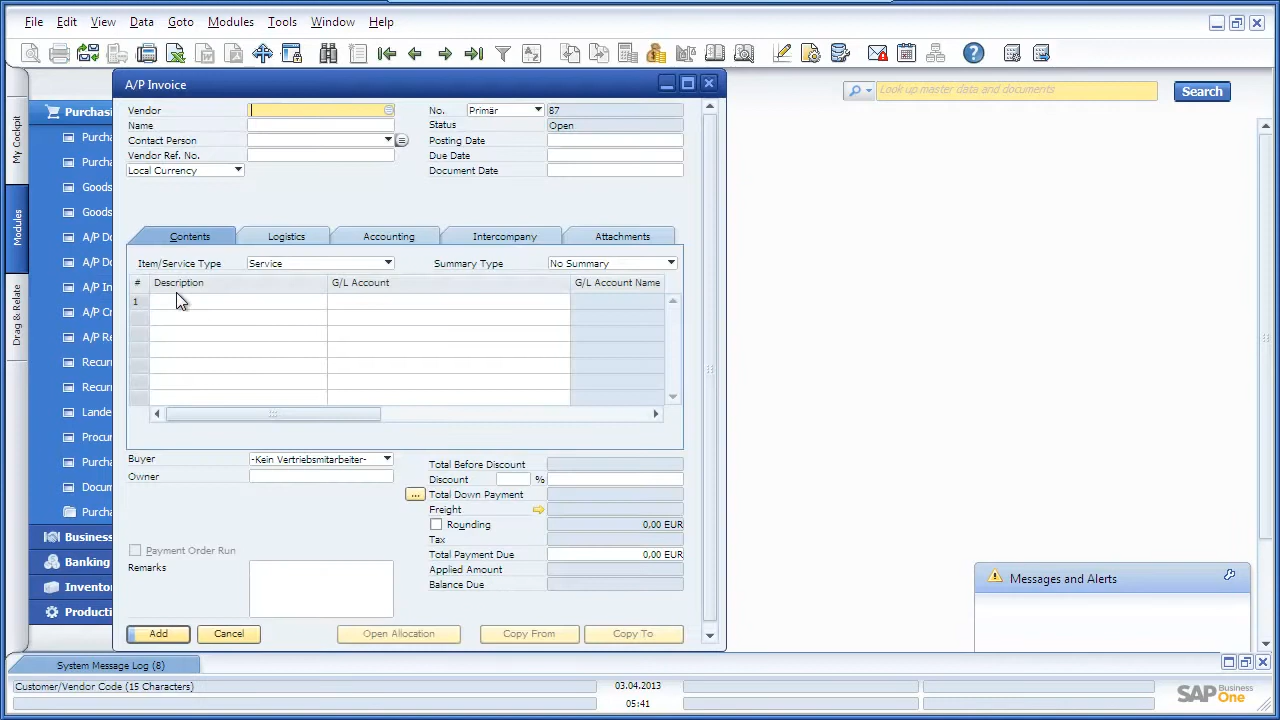 File Edit View Data Goto Modules Tools Window Help
Look up master data and documents Search
My Cockpit
Modules
Drag & Relate
Purchasi
Purcha
Purcha
Goods
Goods
A/P Do
A/P Do
A/P In
A/P Cr
A/P Re
Recurr
Recurr
Lande
Procur
Purcha
Docum
Purcha
Business
Banking
Inventor
Producti
A/P Invoice
Vendor No. Primär 87
Name Status Open
Contact Person Posting Date
Vendor Ref. No. Due Date
Local Currency Document Date
Contents Logistics Accounting Intercompany Attachments
Item/Service Type Service Summary Type No Summary
# Description G/L Account G/L Account Name
1
Buyer -Kein Vertriebsmitarbeiter- Total Before Discount
Owner Discount %
... Total Down Payment
Freight
Rounding 0,00 EUR
Tax
Payment Order Run Total Payment Due 0,00 EUR
Remarks Applied Amount
Balance Due
Add Cancel Open Allocation Copy From Copy To
Messages and Alerts
System Message Log (8)
Customer/Vendor Code (15 Characters) 03.04.2013
05:41
SAP Business One